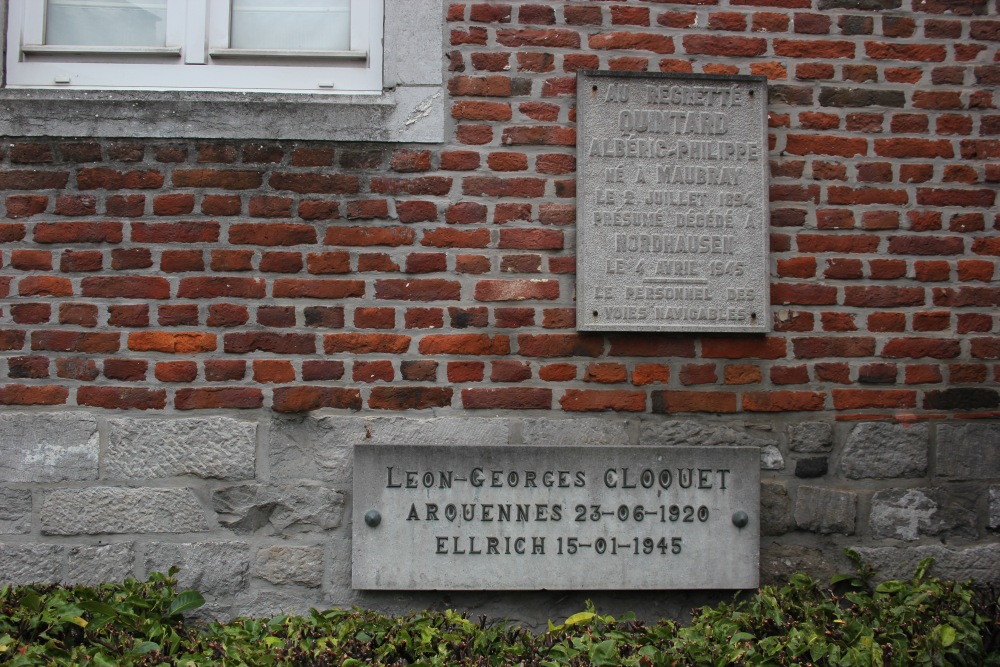 AU REGRETTÉ
QUINTARD
ALBÉRIC-PHILIPPE
NÉ À MAUBRAY
LE 2 JUILLET 1894
PRÉSUMÉ DÉCÉDÉ À
NORDHAUSEN
LE 4 AVRIL 1945
LE PERSONNEL DES
VOIES NAVIGABLES
LEON-GEORGES CLOQUET
ARQUENNES 23-06-1920
ELLRICH 15-01-1945